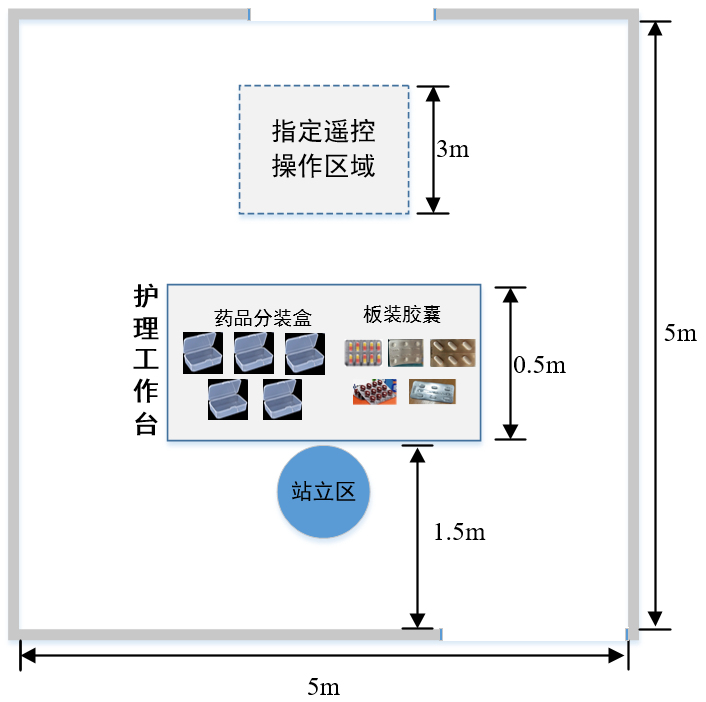 指定遥控
操作区域
3m
护理工作台
药品分装盒
板装胶囊
0.5m
5m
站立区
1.5m
5m